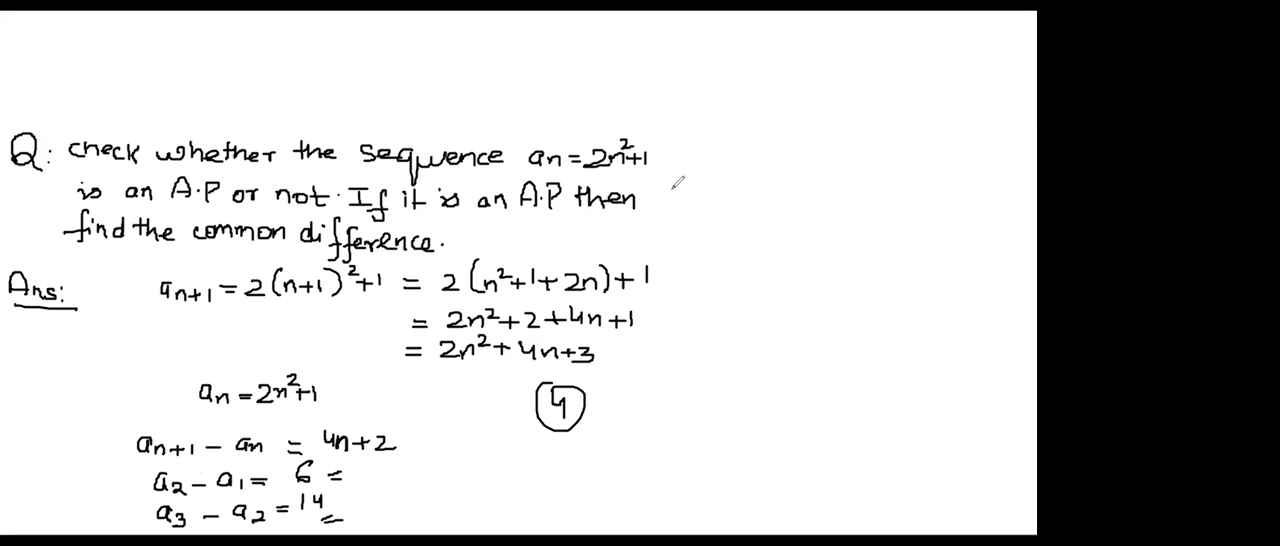 Q: check whether the sequence an = 2n²+1
is an A.P or not. If it is an A.P then
find the common difference.
Ans: an+1 = 2(n+1)²+1 = 2(n²+1+2n)+1
= 2n²+2+4n+1
= 2n²+4n+3
an = 2n²+1
4
an+1 - an = 4n+2
a2 - a1 = 6 =
a3 - a2 = 14 =